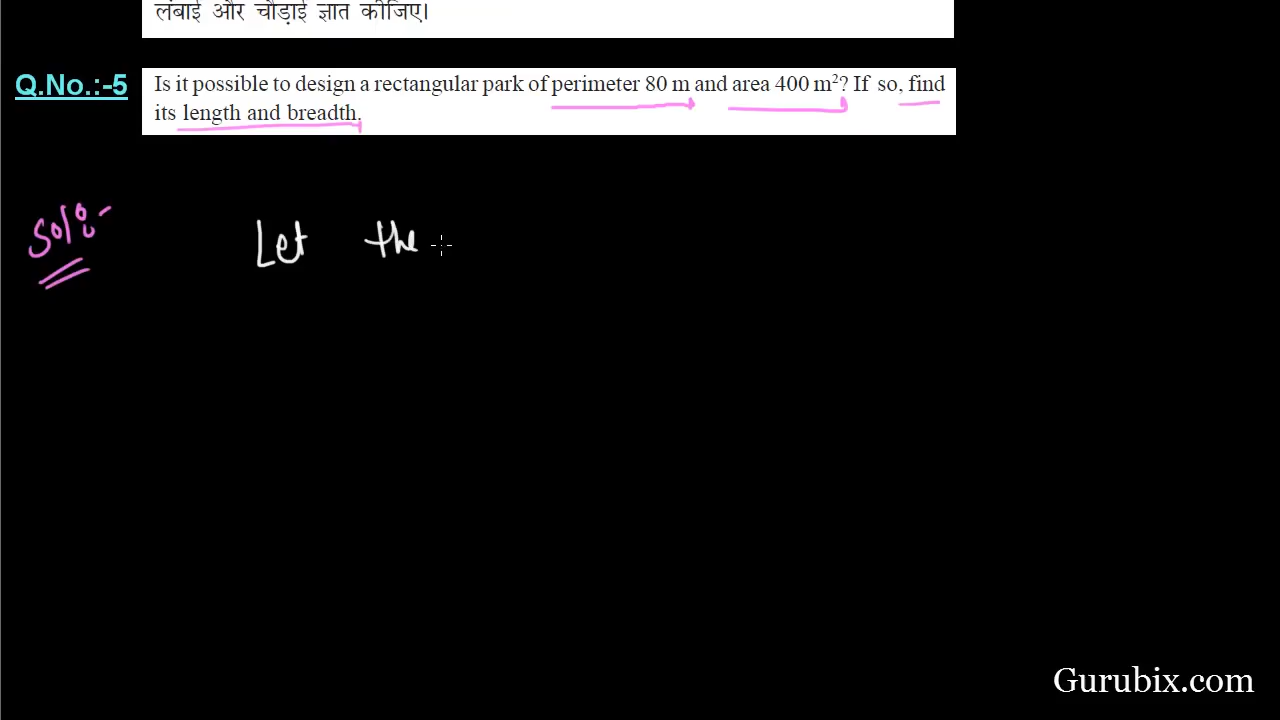 लंबाई और चौड़ाई ज्ञात कीजिए।
Q.No.:-5 Is it possible to design a rectangular park of perimeter 80 m and area 400 m²? If so, find
its length and breadth.
Sol:- Let the
Gurubix.com